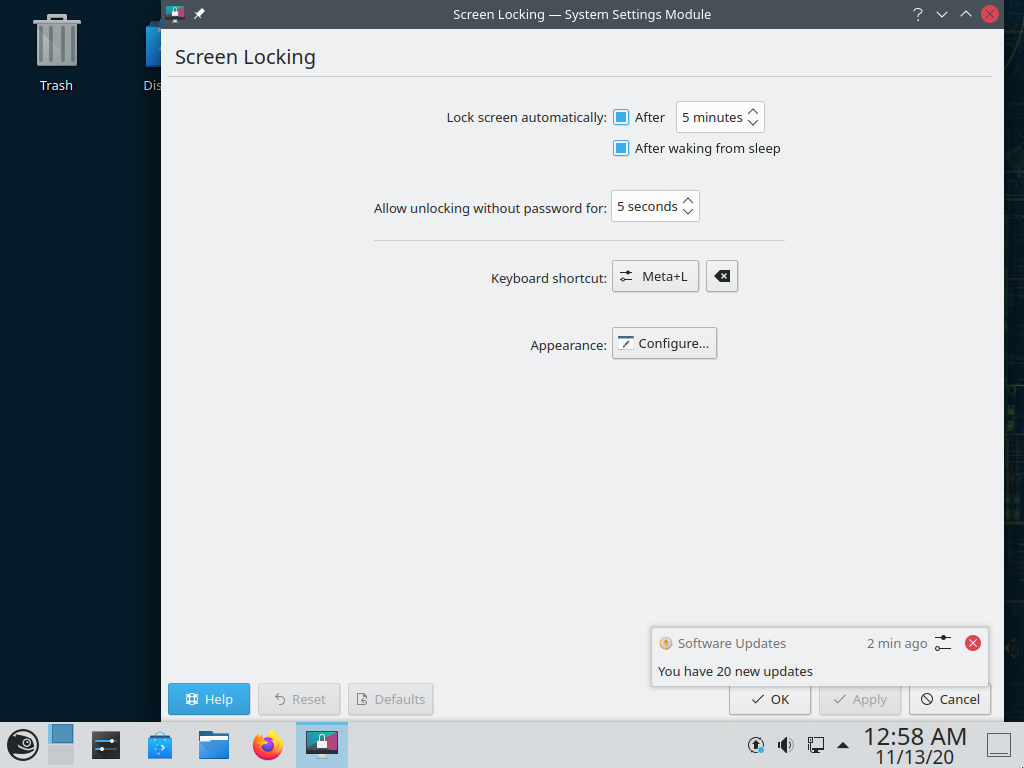 Screen Locking — System Settings Module
Trash
Dis
Screen Locking
Lock screen automatically: After 5 minutes
After waking from sleep
Allow unlocking without password for: 5 seconds
Keyboard shortcut: Meta+L
Appearance: Configure...
Software Updates 2 min ago
You have 20 new updates
Help Reset Defaults OK Apply Cancel
12:58 AM
11/13/20